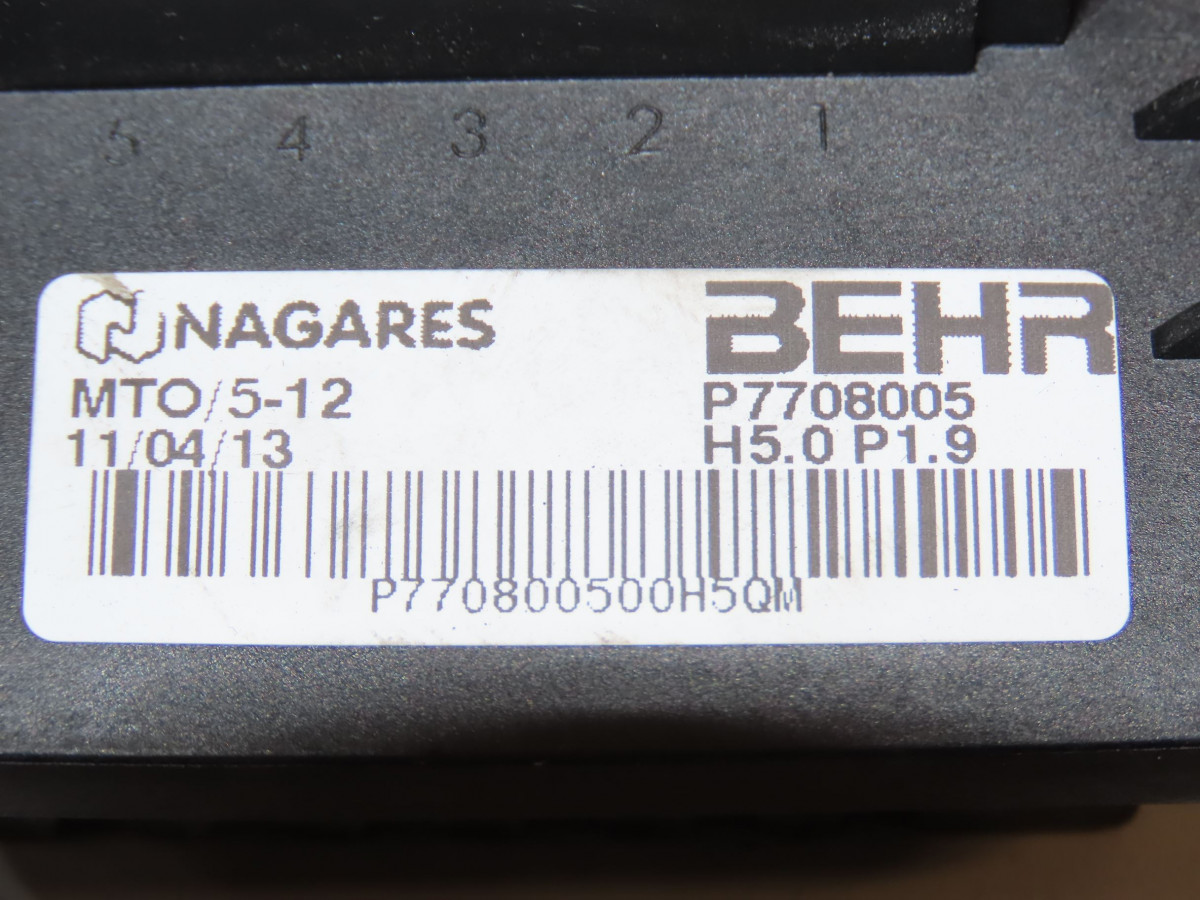 5 4 3 2 1
NAGARES
BEHR
MTO/5-12
P7708005
11/04/13
H5.0 P1.9
P770800500H5QM